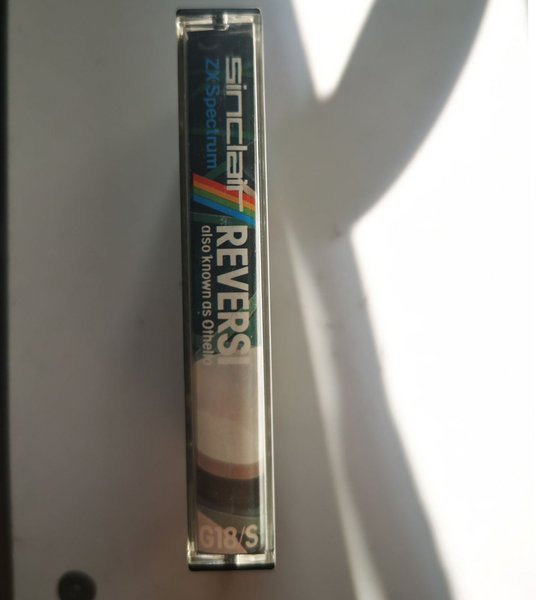 sinclair
ZX Spectrum
REVERSI
also known as Othello
G18/S